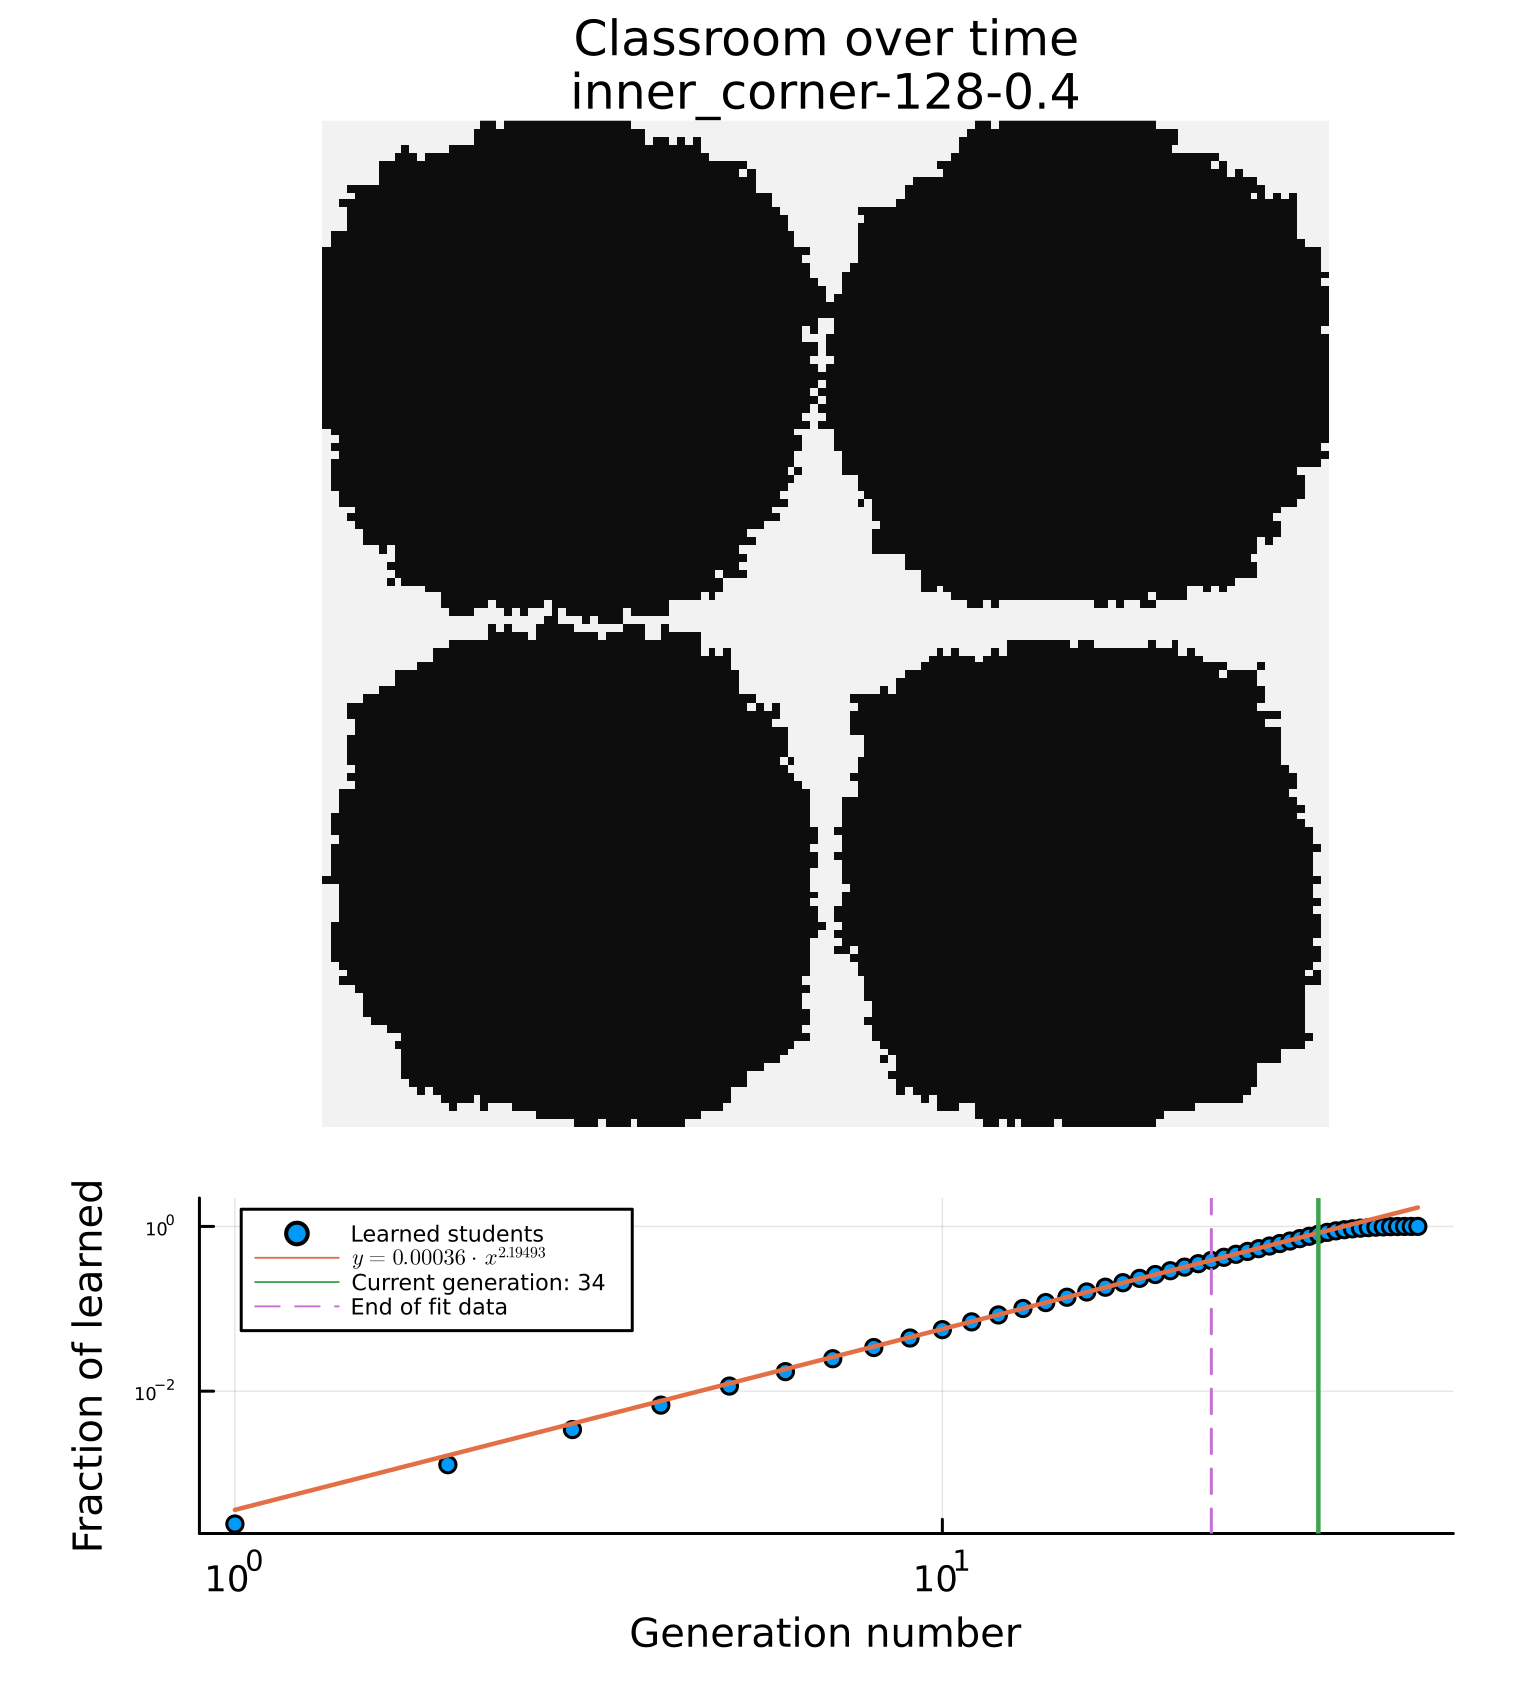 Classroom over time
inner_corner-128-0.4
Fraction of learned
10^0
10^−2
Learned students
y = 0.00036 · x^2.19493
Current generation: 34
End of fit data
10^0
10^1
Generation number